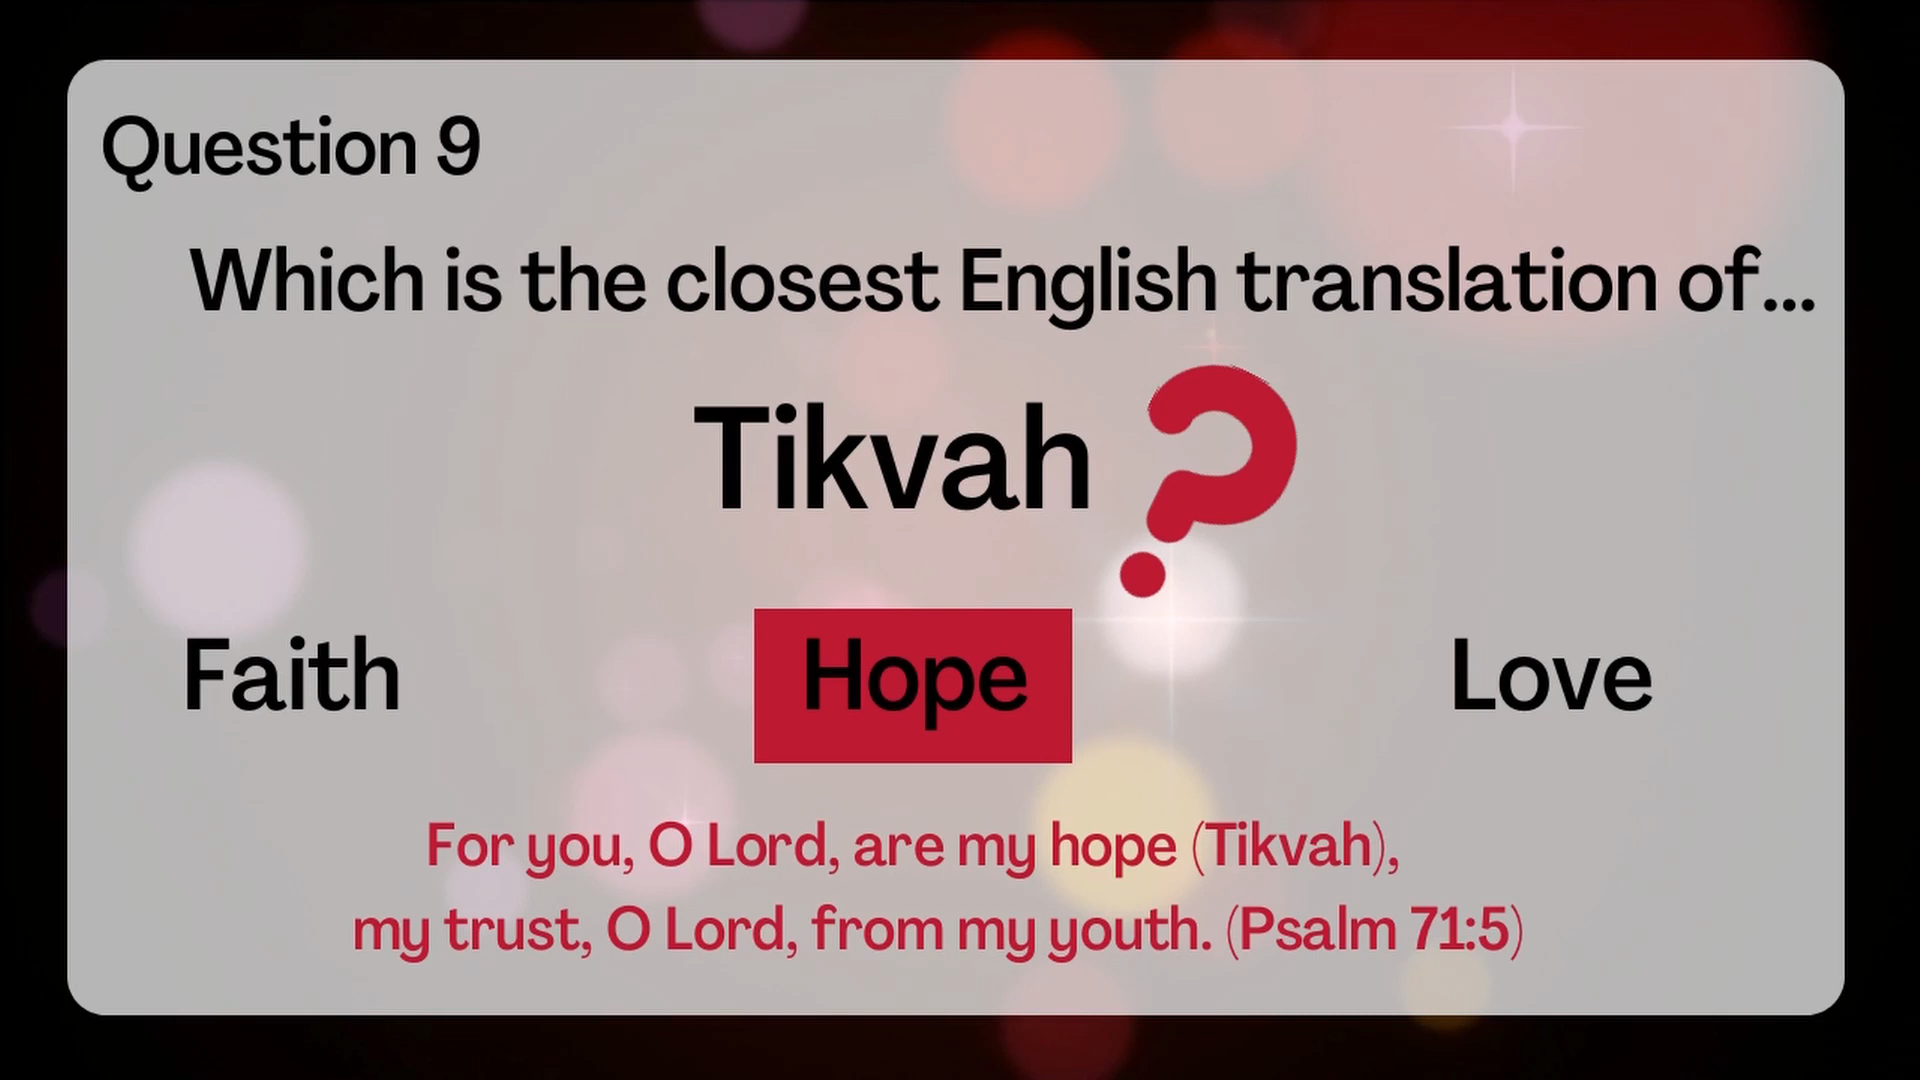 Question 9
Which is the closest English translation of...
Tikvah ?
Faith Hope Love
For you, O Lord, are my hope (Tikvah),
my trust, O Lord, from my youth. (Psalm 71:5)